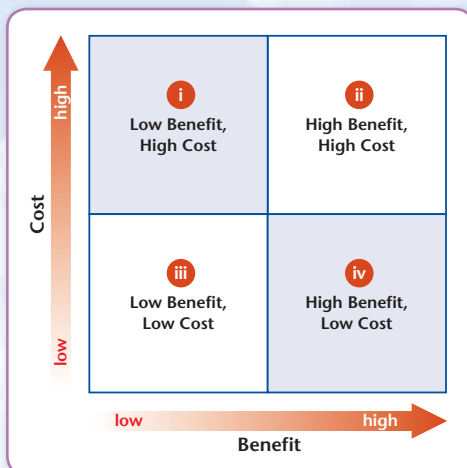 high
Cost
low
i
Low Benefit,
High Cost
ii
High Benefit,
High Cost
iii
Low Benefit,
Low Cost
iv
High Benefit,
Low Cost
low
high
Benefit